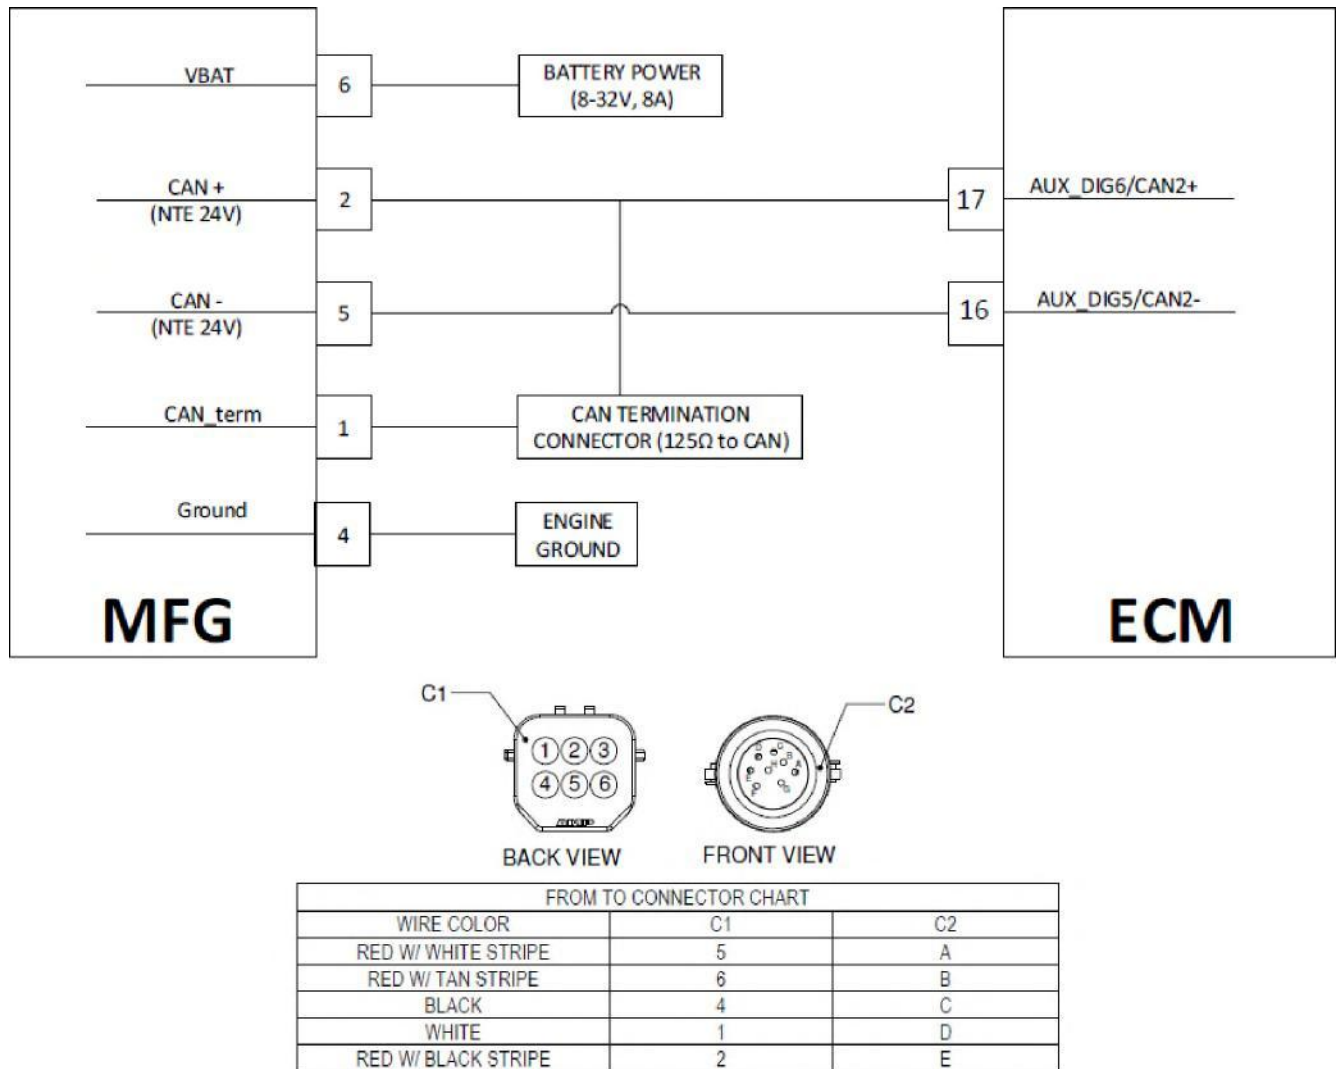 VBAT
6
BATTERY POWER
(8-32V, 8A)
CAN +
(NTE 24V)
2
17
AUX_DIG6/CAN2+
CAN -
(NTE 24V)
5
16
AUX_DIG5/CAN2-
CAN_term
1
CAN TERMINATION
CONNECTOR (125Ω to CAN)
Ground
4
ENGINE
GROUND
MFG
ECM
C1
1 2 3
4 5 6
AMP
BACK VIEW
C2
D C B
E H A
F G
FRONT VIEW
FROM TO CONNECTOR CHART
WIRE COLOR C1 C2
RED W/ WHITE STRIPE 5 A
RED W/ TAN STRIPE 6 B
BLACK 4 C
WHITE 1 D
RED W/ BLACK STRIPE 2 E